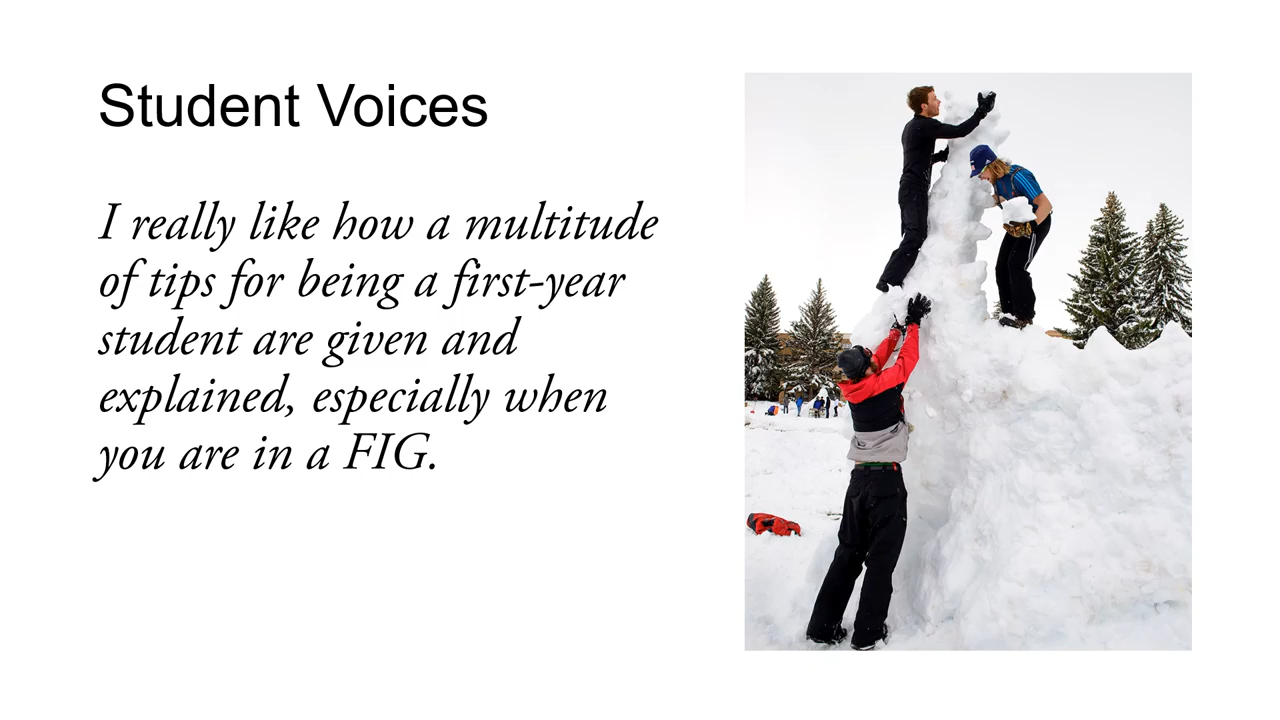 Student Voices
I really like how a multitude
of tips for being a first-year
student are given and
explained, especially when
you are in a FIG.